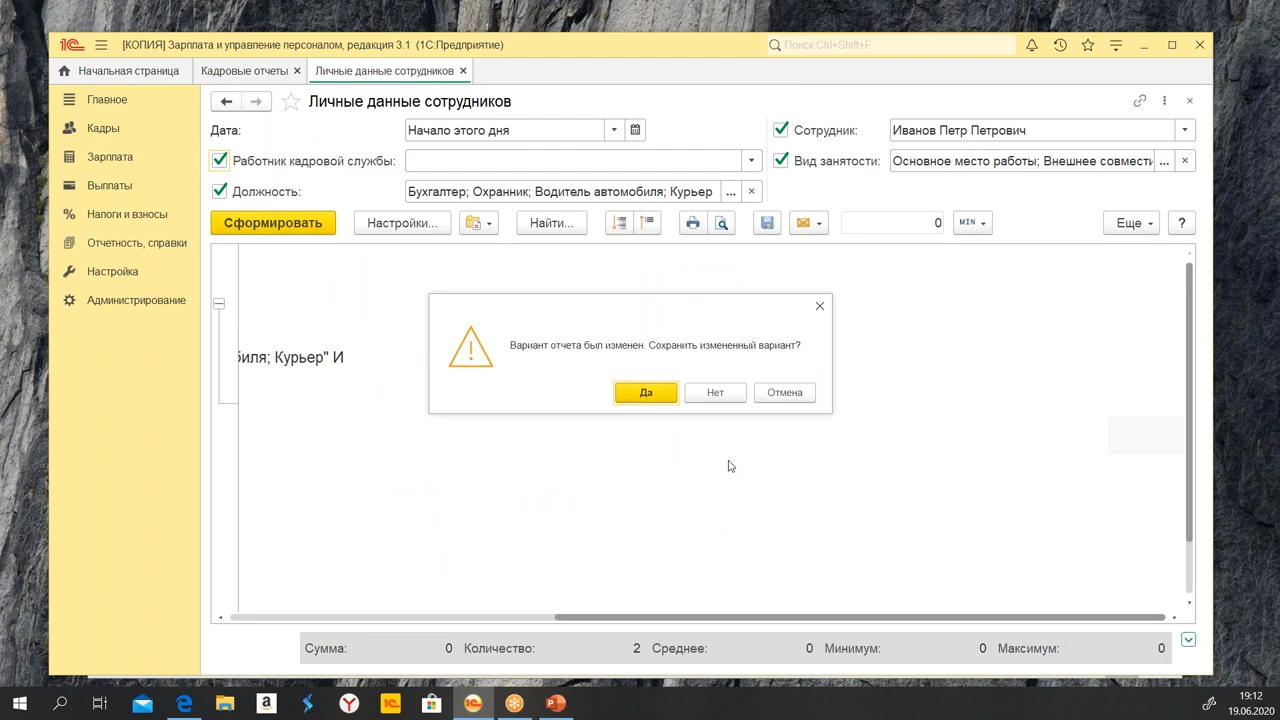 [КОПИЯ] Зарплата и управление персоналом, редакция 3.1 (1С:Предприятие)
Поиск Ctrl+Shift+F
Начальная страница
Кадровые отчеты
Личные данные сотрудников
Главное
Кадры
Зарплата
Выплаты
Налоги и взносы
Отчетность, справки
Настройка
Администрирование
Личные данные сотрудников
Дата: Начало этого дня
Сотрудник: Иванов Петр Петрович
Работник кадровой службы:
Вид занятости: Основное место работы; Внешнее совмести
Должность: Бухгалтер; Охранник; Водитель автомобиля; Курьер
Сформировать
Настройки...
Найти...
0
MIN
Еще
?
биля; Курьер" И
Вариант отчета был изменен. Сохранить измененный вариант?
Да
Нет
Отмена
Сумма: 0 Количество: 2 Среднее: 0 Минимум: 0 Максимум: 0
19:12
19.06.2020